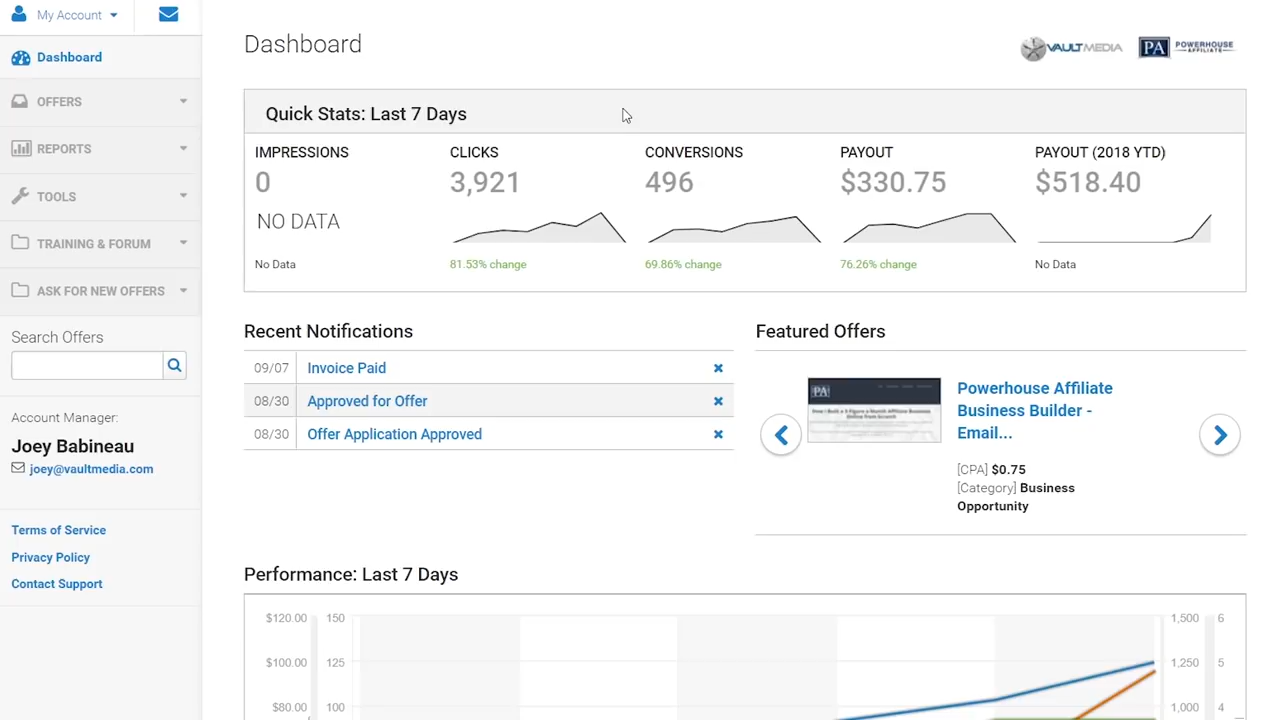 My Account
Dashboard
OFFERS
REPORTS
TOOLS
TRAINING & FORUM
ASK FOR NEW OFFERS
Search Offers
Account Manager:
Joey Babineau
joey@vaultmedia.com
Terms of Service
Privacy Policy
Contact Support
Dashboard
VAULTMEDIA
PA POWERHOUSE
AFFILIATE
Quick Stats: Last 7 Days
IMPRESSIONS CLICKS CONVERSIONS PAYOUT PAYOUT (2018 YTD)
0 3,921 496 $330.75 $518.40
NO DATA
No Data 81.53% change 69.86% change 76.26% change No Data
Recent Notifications
09/07 Invoice Paid
08/30 Approved for Offer
08/30 Offer Application Approved
Featured Offers
PA
Powerhouse Affiliate
Business Builder -
Email...
[CPA] $0.75
[Category] Business
Opportunity
Performance: Last 7 Days
$120.00 150 1,500 6
$100.00 125 1,250 5
$80.00 100 1,000 4